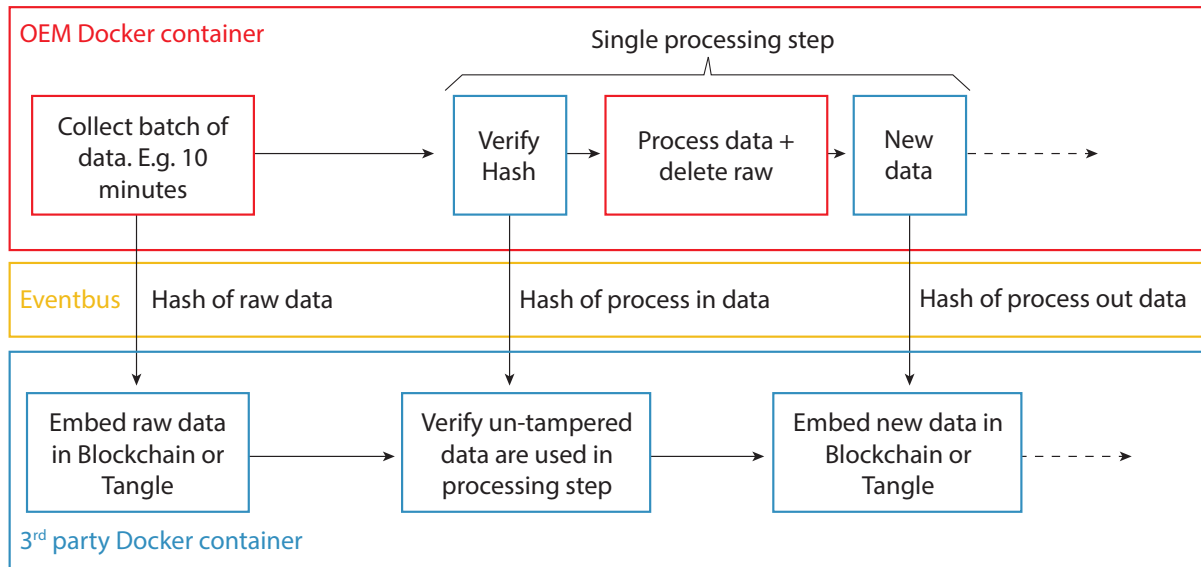 OEM Docker container
Single processing step
Collect batch of
data. E.g. 10
minutes
Verify
Hash
Process data +
delete raw
New
data
Eventbus
Hash of raw data
Hash of process in data
Hash of process out data
Embed raw data
in Blockchain or
Tangle
Verify un-tampered
data are used in
processing step
Embed new data in
Blockchain or
Tangle
3rd party Docker container